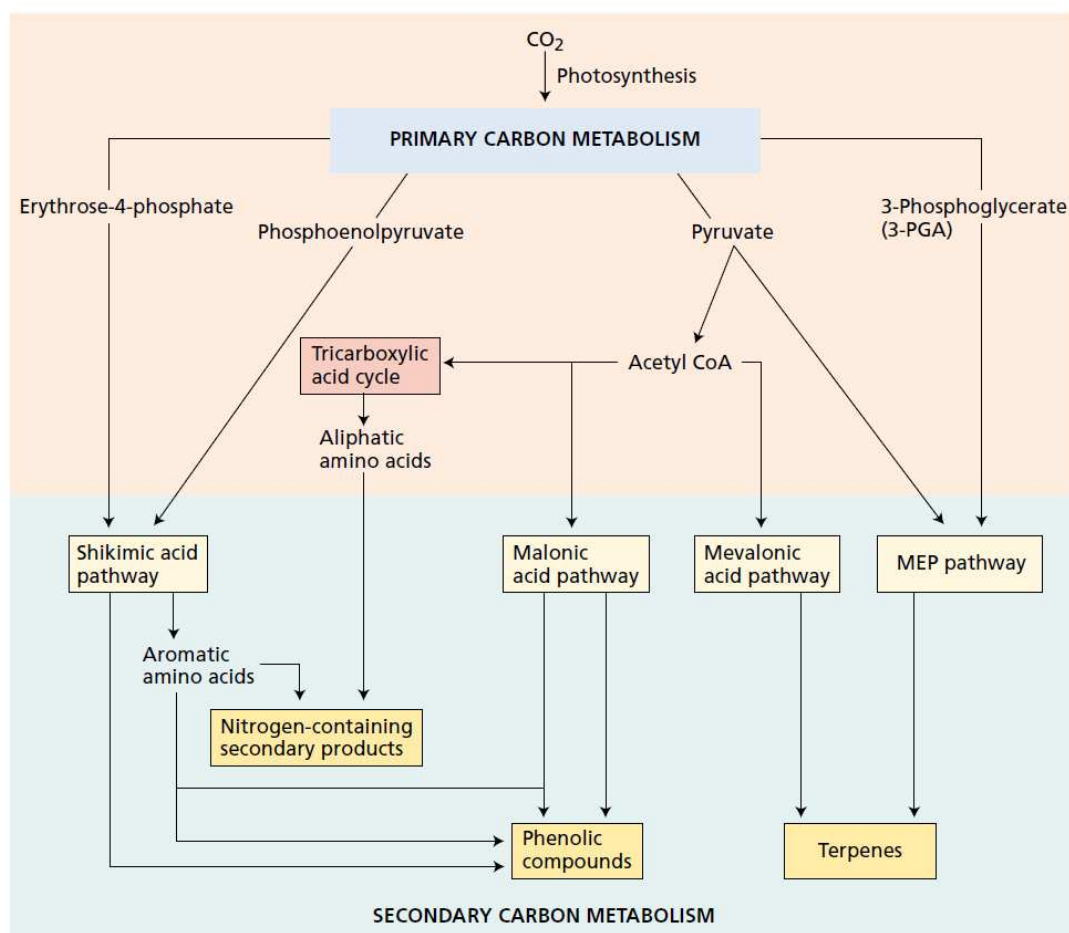 CO₂
Photosynthesis
PRIMARY CARBON METABOLISM
Erythrose-4-phosphate
Phosphoenolpyruvate
Pyruvate
3-Phosphoglycerate
(3-PGA)
Tricarboxylic
acid cycle
Acetyl CoA
Aliphatic
amino acids
Shikimic acid
pathway
Malonic
acid pathway
Mevalonic
acid pathway
MEP pathway
Aromatic
amino acids
Nitrogen-containing
secondary products
Phenolic
compounds
Terpenes
SECONDARY CARBON METABOLISM